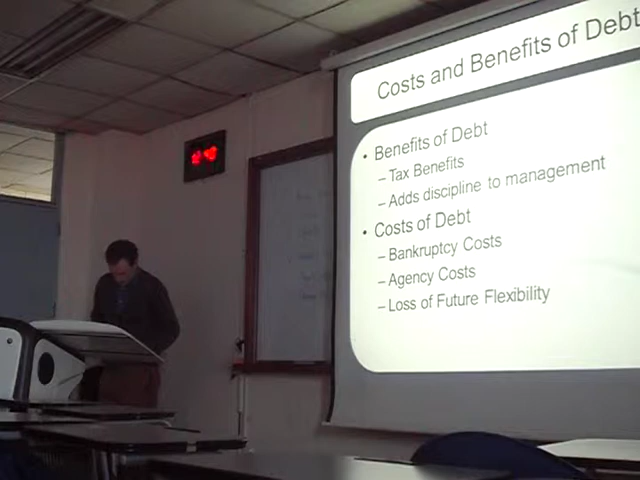 Costs and Benefits of Debt
• Benefits of Debt
– Tax Benefits
– Adds discipline to management
• Costs of Debt
– Bankruptcy Costs
– Agency Costs
– Loss of Future Flexibility